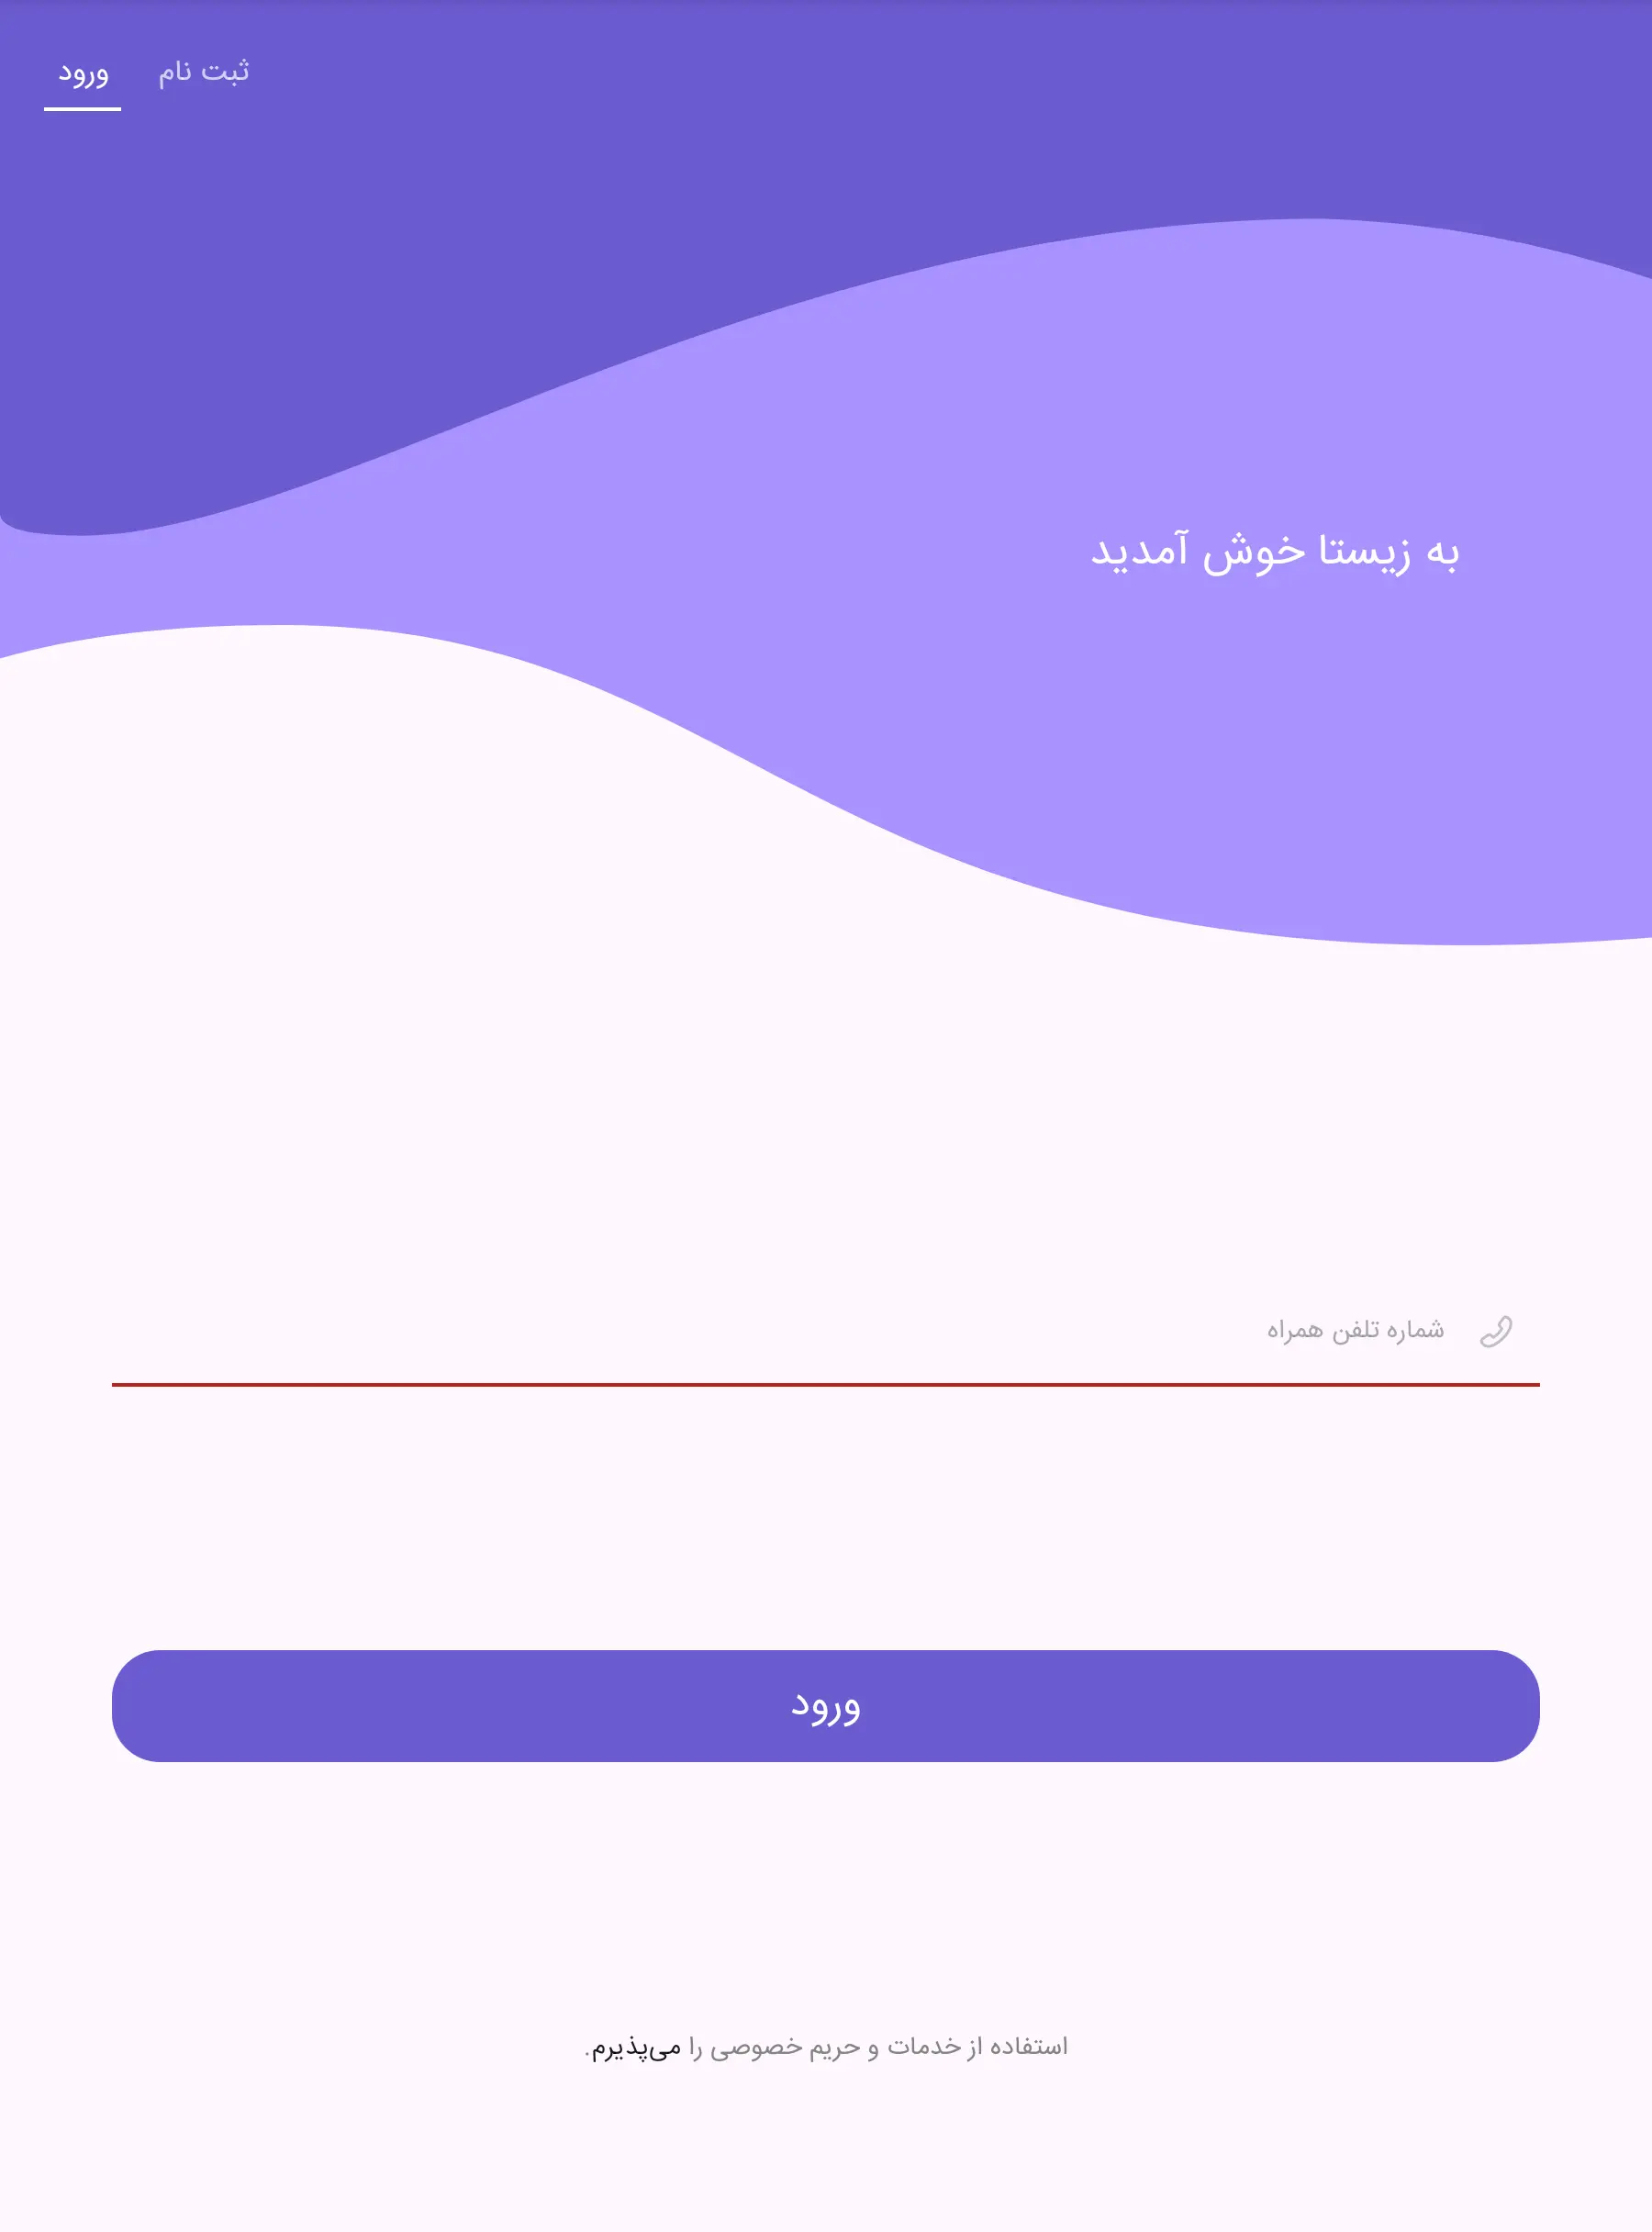 ثبت نام
ورود
به زیستا خوش آمدید
شماره تلفن همراه
ورود
استفاده از خدمات و حریم خصوصی را می‌پذیرم.